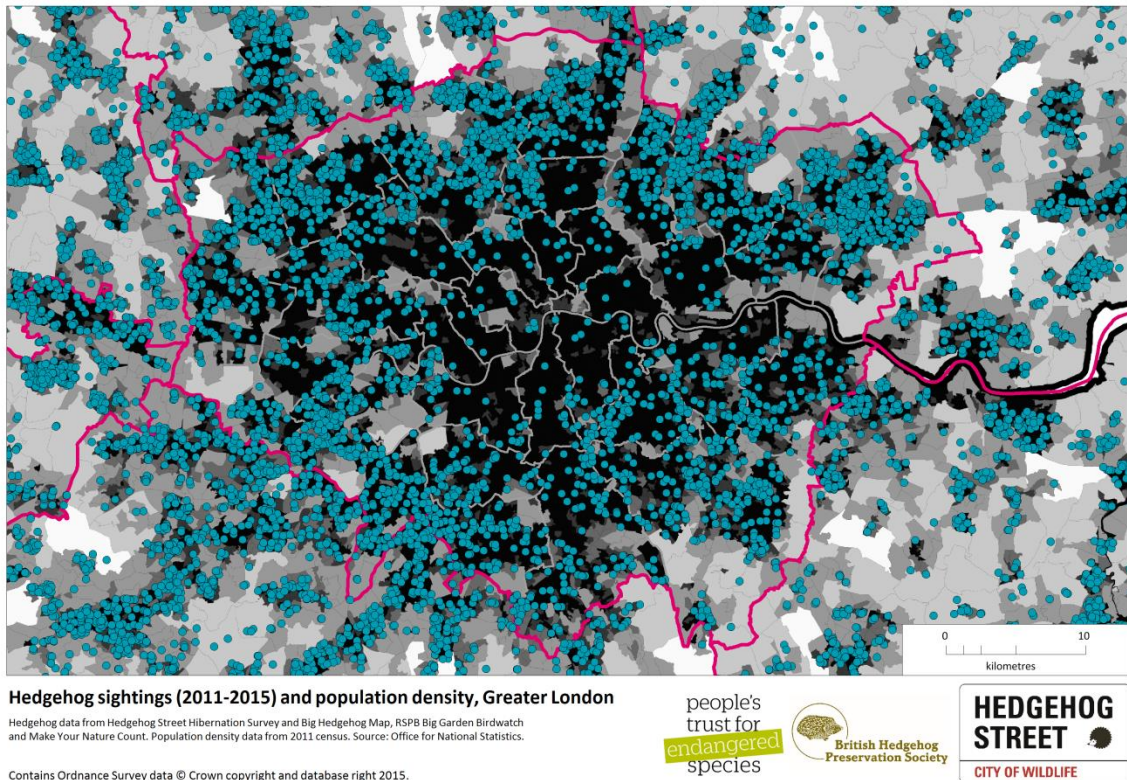 0 10
kilometres
Hedgehog sightings (2011-2015) and population density, Greater London
Hedgehog data from Hedgehog Street Hibernation Survey and Big Hedgehog Map, RSPB Big Garden Birdwatch
and Make Your Nature Count. Population density data from 2011 census. Source: Office for National Statistics.
Contains Ordnance Survey data © Crown copyright and database right 2015.
people's
trust for
endangered
species
British Hedgehog
Preservation Society
HEDGEHOG
STREET
CITY OF WILDLIFE